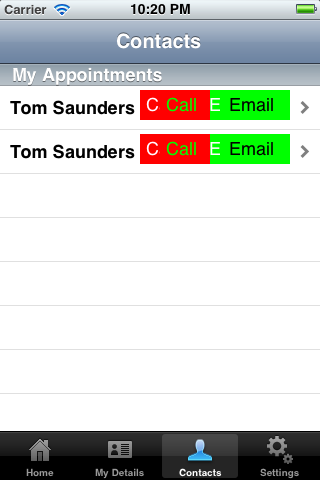 Carrier 10:20 PM
Contacts
My Appointments
Tom Saunders C Call E Email
Tom Saunders C Call E Email
Home My Details Contacts Settings